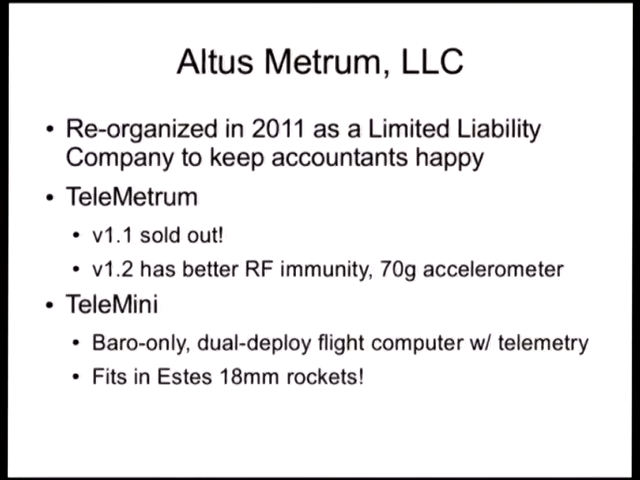 Altus Metrum, LLC
• Re-organized in 2011 as a Limited Liability
Company to keep accountants happy
• TeleMetrum
• v1.1 sold out!
• v1.2 has better RF immunity, 70g accelerometer
• TeleMini
• Baro-only, dual-deploy flight computer w/ telemetry
• Fits in Estes 18mm rockets!